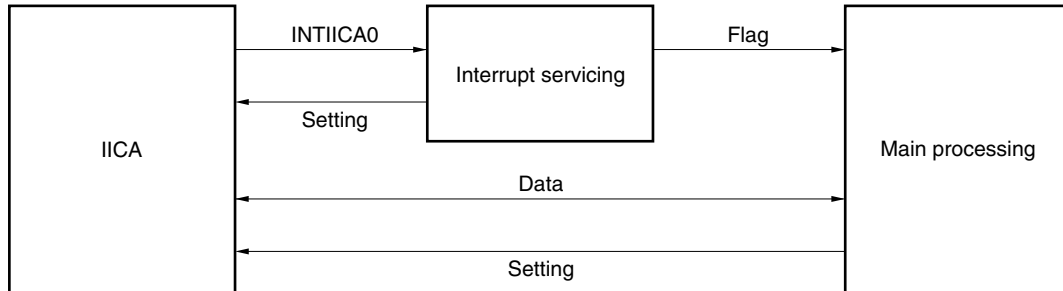 INTIICA0
Flag
Interrupt servicing
Setting
IICA
Main processing
Data
Setting